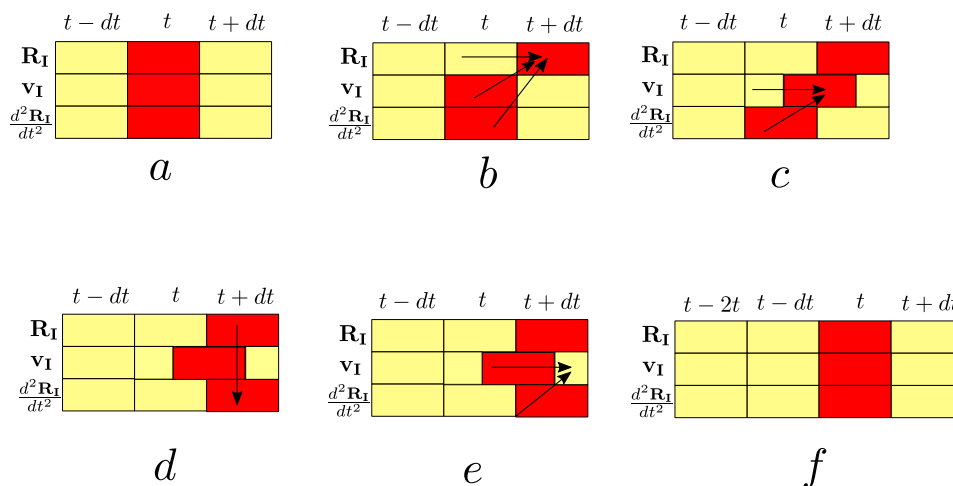 t − dt t t + dt
R_I
v_I
d²R_I/dt²
a
t − dt t t + dt
R_I
v_I
d²R_I/dt²
b
t − dt t t + dt
R_I
v_I
d²R_I/dt²
c
t − dt t t + dt
R_I
v_I
d²R_I/dt²
d
t − dt t t + dt
R_I
v_I
d²R_I/dt²
e
t − 2t t − dt t t + dt
R_I
v_I
d²R_I/dt²
f